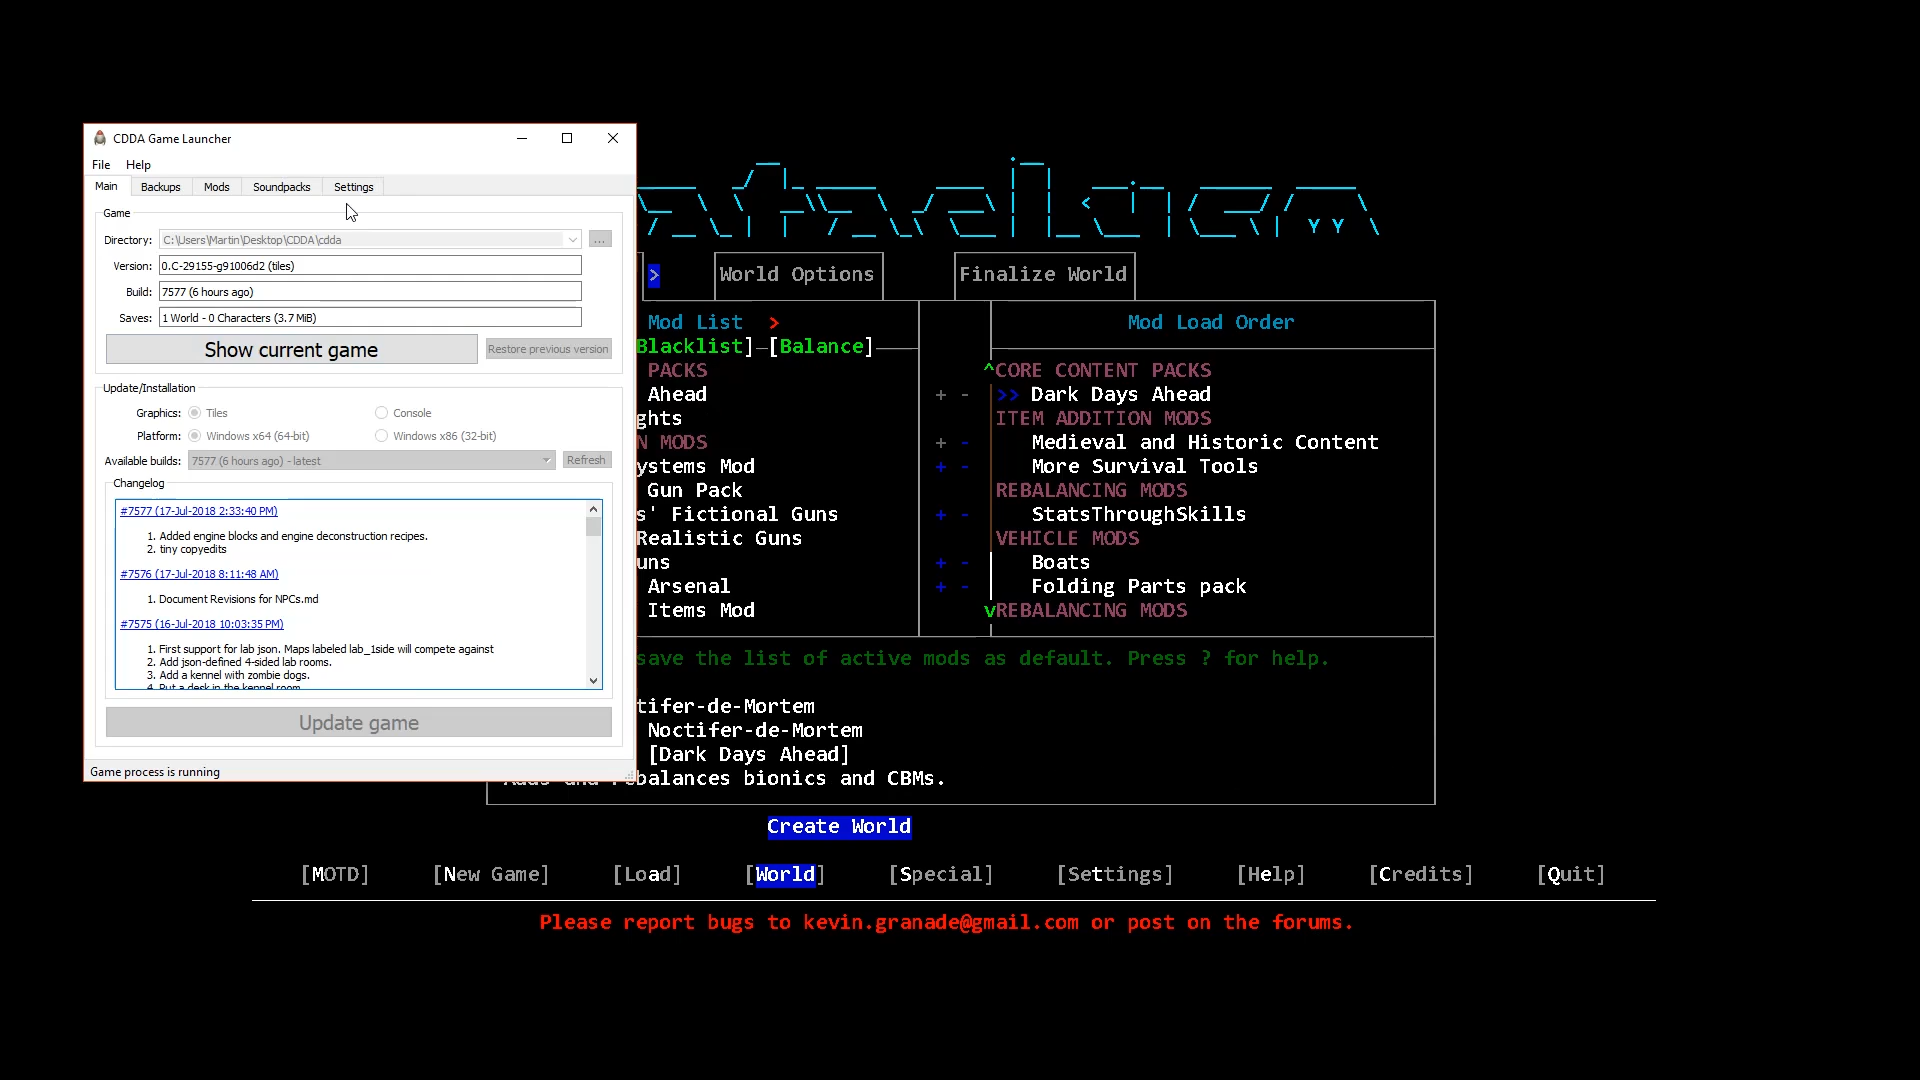 CDDA Game Launcher
File Help
Main Backups Mods Soundpacks Settings
Game
Directory: C:\Users\Martin\Desktop\CDDA\cdda ...
Version: 0.C-29155-g91006d2 (tiles)
Build: 7577 (6 hours ago)
Saves: 1 World - 0 Characters (3.7 MiB)
Show current game Restore previous version
Update/Installation
Graphics: Tiles Console
Platform: Windows x64 (64-bit) Windows x86 (32-bit)
Available builds: 7577 (6 hours ago) - latest Refresh
Changelog
#7577 (17-Jul-2018 2:33:40 PM)
1. Added engine blocks and engine deconstruction recipes.
2. tiny copyedits
#7576 (17-Jul-2018 8:11:48 AM)
1. Document Revisions for NPCs.md
#7575 (16-Jul-2018 10:03:35 PM)
1. First support for lab json. Maps labeled lab_1side will compete against
2. Add json-defined 4-sided lab rooms.
3. Add a kennel with zombie dogs.
4. Put a desk in the kennel room
Update game
Game process is running
> World Options Finalize World
Mod List >
Blacklist]—[Balance]
PACKS
Ahead
ghts
N MODS
ystems Mod
Gun Pack
s' Fictional Guns
Realistic Guns
uns
Arsenal
Items Mod
Mod Load Order
^CORE CONTENT PACKS
+ - >> Dark Days Ahead
ITEM ADDITION MODS
+ - Medieval and Historic Content
+ - More Survival Tools
REBALANCING MODS
+ - StatsThroughSkills
VEHICLE MODS
+ - Boats
+ - Folding Parts pack
vREBALANCING MODS
save the list of active mods as default. Press ? for help.
tifer-de-Mortem
Noctifer-de-Mortem
[Dark Days Ahead]
balances bionics and CBMs.
Create World
[MOTD] [New Game] [Load] [World] [Special] [Settings] [Help] [Credits] [Quit]
Please report bugs to kevin.granade@gmail.com or post on the forums.